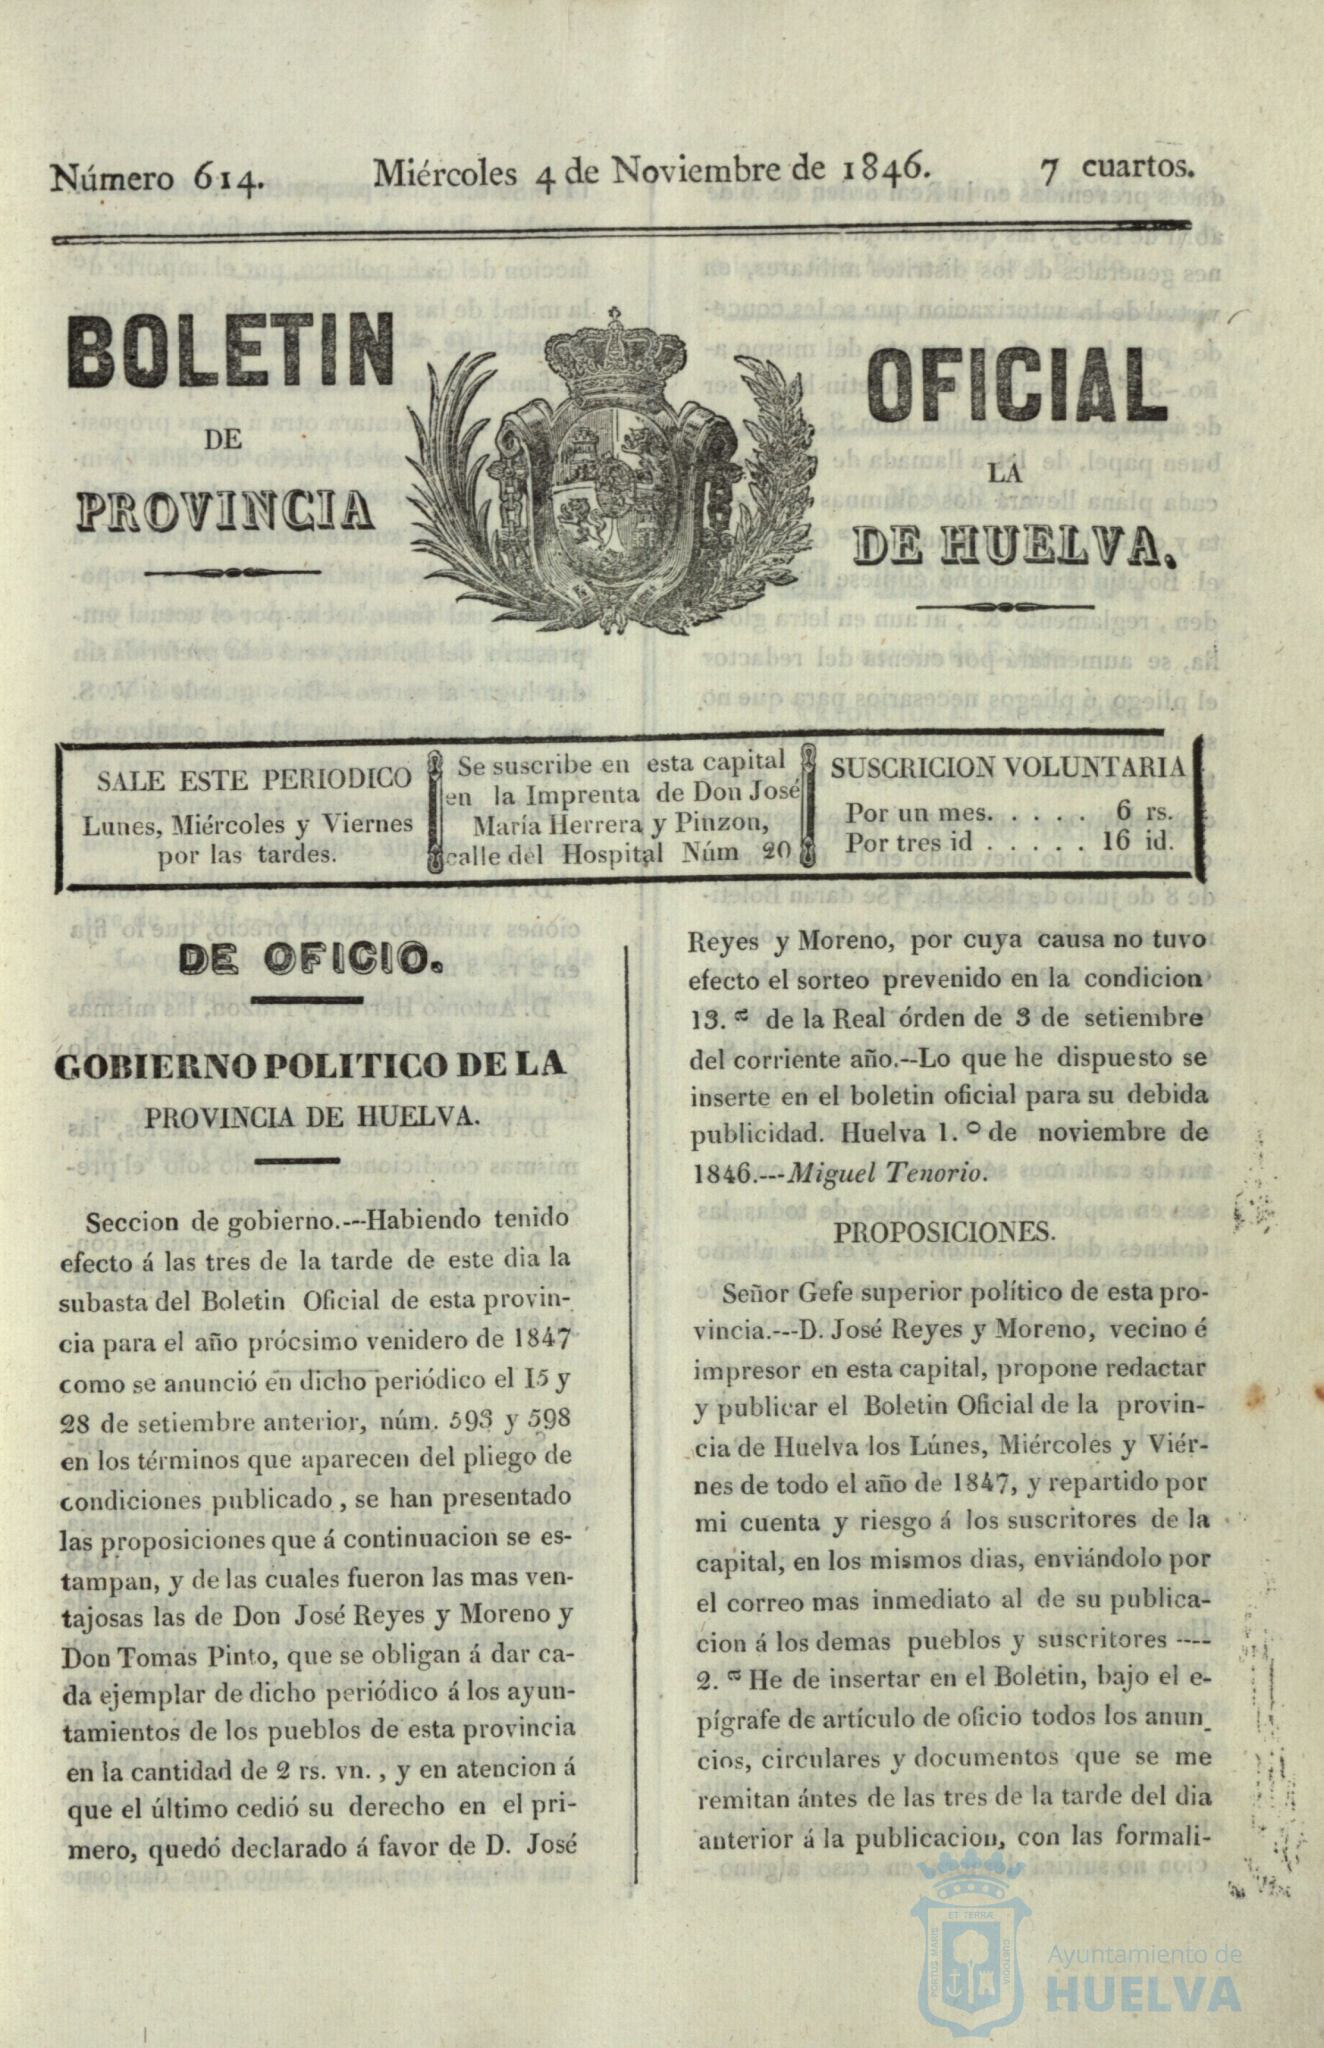 Número 614. Miércoles 4 de Noviembre de 1846. 7 cuartos.
BOLETIN OFICIAL
DE LA
PROVINCIA DE HUELVA.
SALE ESTE PERIODICO
Lunes, Miércoles y Viernes
por las tardes.
Se suscribe en esta capital
en la Imprenta de Don José
María Herrera y Pinzon,
calle del Hospital Núm 20
SUSCRICION VOLUNTARIA
Por un mes. . . . . 6 rs.
Por tres id . . . . . 16 id.
DE OFICIO.
GOBIERNO POLITICO DE LA
PROVINCIA DE HUELVA.
Seccion de gobierno.---Habiendo tenido
efecto á las tres de la tarde de este dia la
subasta del Boletin Oficial de esta provin-
cia para el año prócsimo venidero de 1847
como se anunció en dicho periódico el 15 y
28 de setiembre anterior, núm. 593 y 598
en los términos que aparecen del pliego de
condiciones publicado , se han presentado
las proposiciones que á continuacion se es-
tampan, y de las cuales fueron las mas ven-
tajosas las de Don José Reyes y Moreno y
Don Tomas Pinto, que se obligan á dar ca-
da ejemplar de dicho periódico á los ayun-
tamientos de los pueblos de esta provincia
en la cantidad de 2 rs. vn. , y en atencion á
que el último cedió su derecho en el pri-
mero, quedó declarado á favor de D. José
Reyes y Moreno, por cuya causa no tuvo
efecto el sorteo prevenido en la condicion
13.ª de la Real órden de 3 de setiembre
del corriente año.--Lo que he dispuesto se
inserte en el boletin oficial para su debida
publicidad. Huelva 1.º de noviembre de
1846.---Miguel Tenorio.
PROPOSICIONES.
Señor Gefe superior político de esta pro-
vincia.---D. José Reyes y Moreno, vecino é
impresor en esta capital, propone redactar
y publicar el Boletin Oficial de la provin-
cia de Huelva los Lúnes, Miércoles y Viér-
nes de todo el año de 1847, y repartido por
mi cuenta y riesgo á los suscritores de la
capital, en los mismos dias, enviándolo por
el correo mas inmediato al de su publica-
cion á los demas pueblos y suscritores ----
2.ª He de insertar en el Boletin, bajo el e-
pígrafe de artículo de oficio todos los anun_
cios, circulares y documentos que se me
remitan ántes de las tres de la tarde del dia
anterior á la publicacion, con las formali-
PORTUS MARIS
ET TERRÆ
CUSTODIA
Ayuntamiento de
HUELVA